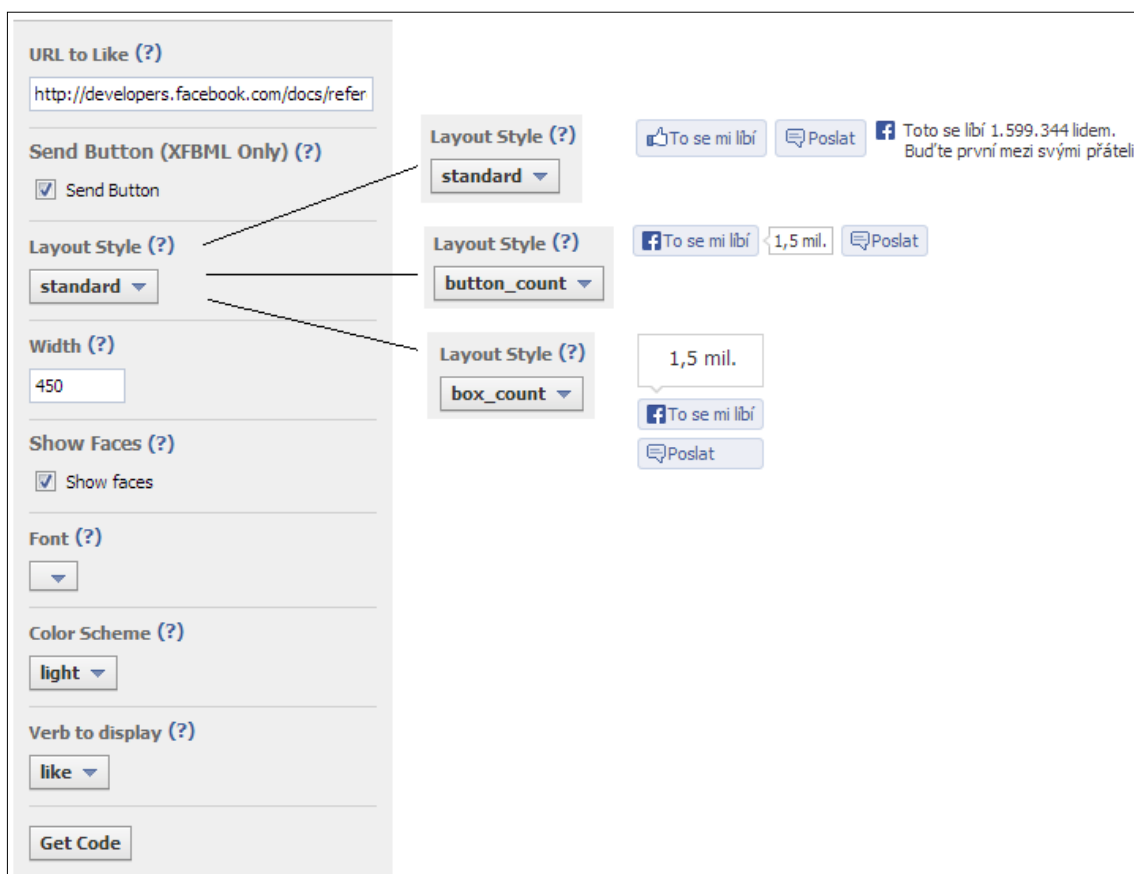 URL to Like (?)
http://developers.facebook.com/docs/refer
Send Button (XFBML Only) (?)
Send Button
Layout Style (?)
standard
Width (?)
450
Show Faces (?)
Show faces
Font (?)
Color Scheme (?)
light
Verb to display (?)
like
Get Code
Layout Style (?)
standard
To se mi líbí
Poslat
Toto se líbí 1.599.344 lidem.
Buďte první mezi svými přáteli
Layout Style (?)
button_count
To se mi líbí
1,5 mil.
Poslat
Layout Style (?)
box_count
1,5 mil.
To se mi líbí
Poslat